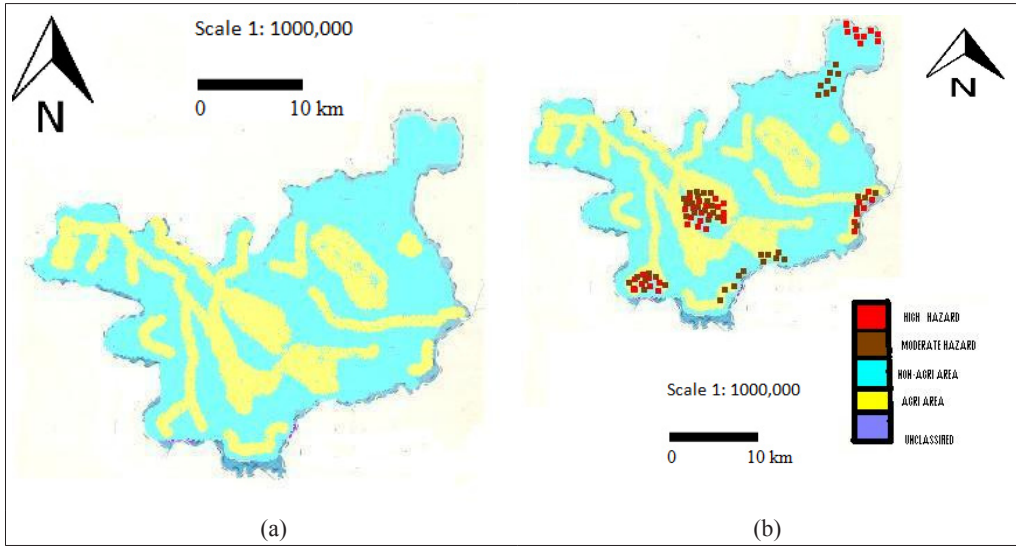 Scale 1: 1000,000
0 10 km
N
(a)
N
HIGH HAZARD
MODERATE HAZARD
NON-AGRI AREA
AGRI AREA
UNCLASSIFIED
Scale 1: 1000,000
0 10 km
(b)